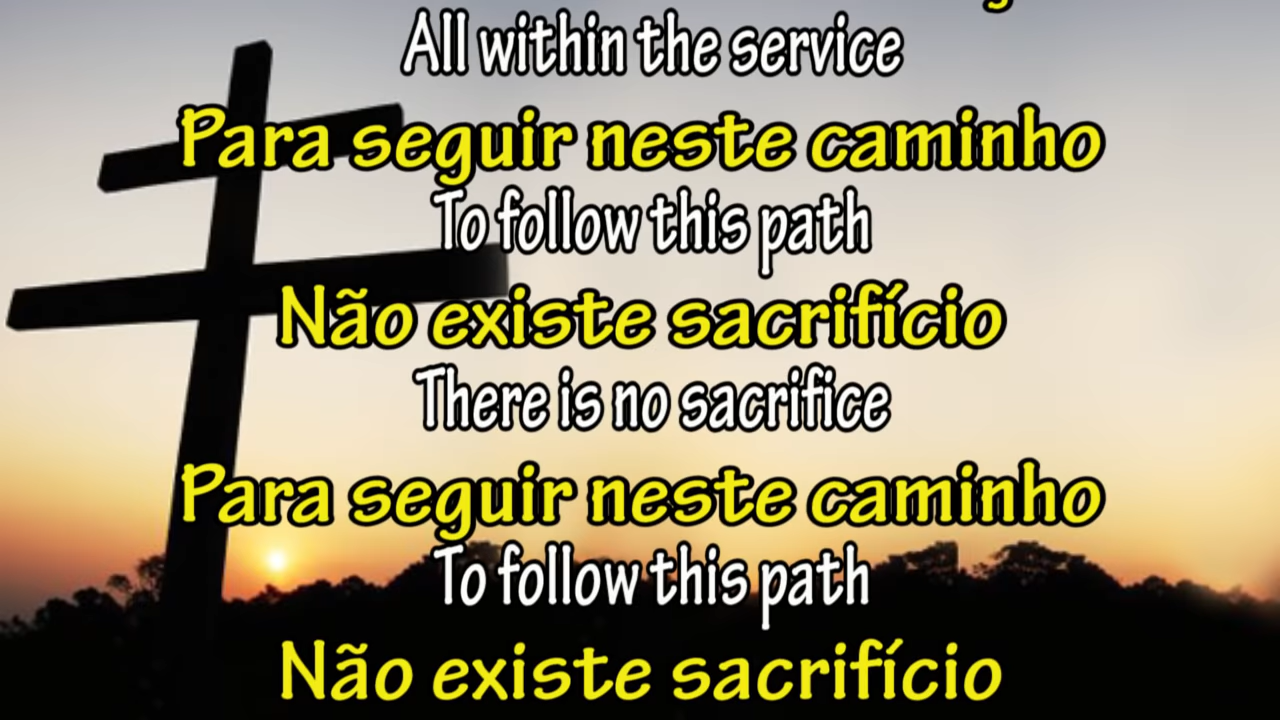 All within the service
Para seguir neste caminho
To follow this path
Não existe sacrifício
There is no sacrifice
Para seguir neste caminho
To follow this path
Não existe sacrifício